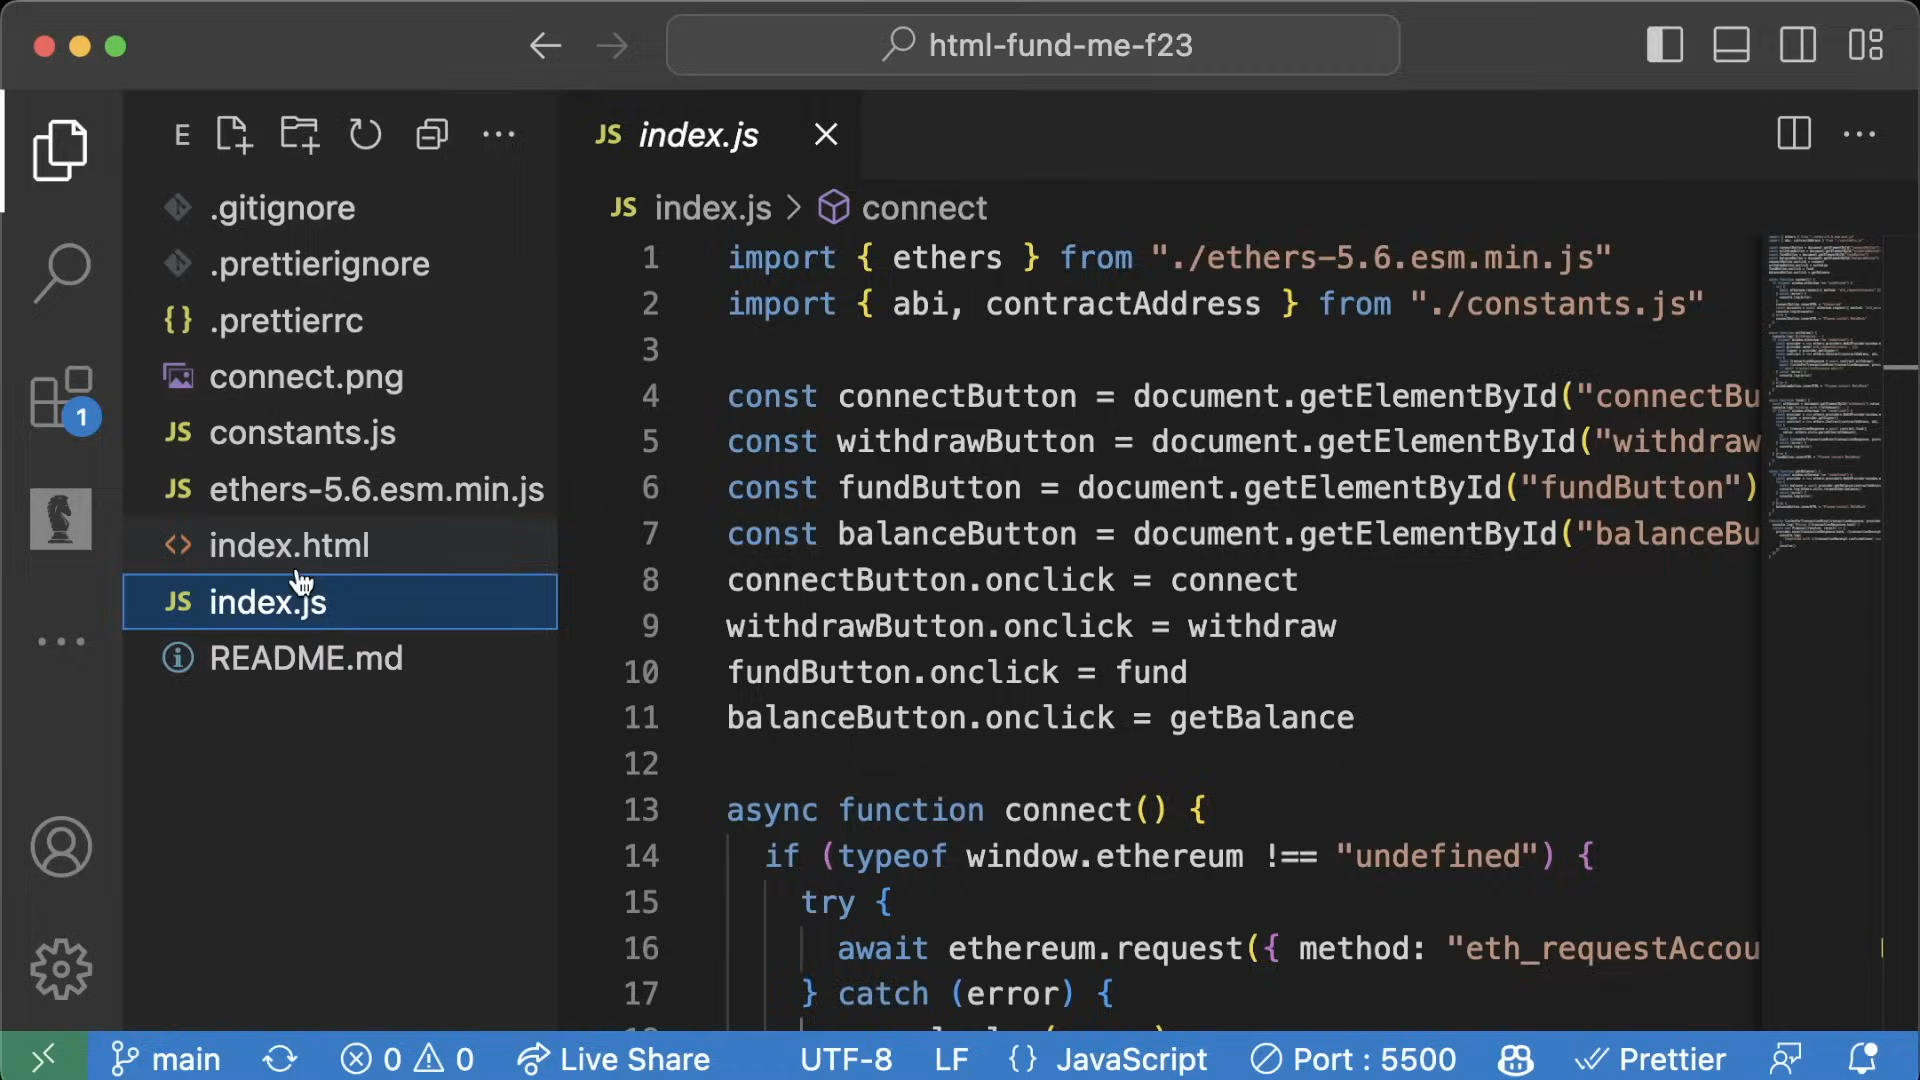 html-fund-me-f23
E
JS index.js
JS index.js > connect
.gitignore
.prettierignore
{} .prettierrc
connect.png
JS constants.js
JS ethers-5.6.esm.min.js
<> index.html
JS index.js
README.md
1
1 import { ethers } from "./ethers-5.6.esm.min.js"
2 import { abi, contractAddress } from "./constants.js"
3
4 const connectButton = document.getElementById("connectBu
5 const withdrawButton = document.getElementById("withdraw
6 const fundButton = document.getElementById("fundButton")
7 const balanceButton = document.getElementById("balanceBu
8 connectButton.onclick = connect
9 withdrawButton.onclick = withdraw
10 fundButton.onclick = fund
11 balanceButton.onclick = getBalance
12
13 async function connect() {
14 if (typeof window.ethereum !== "undefined") {
15 try {
16 await ethereum.request({ method: "eth_requestAccou
17 } catch (error) {
main 0 0 Live Share UTF-8 LF {} JavaScript Port : 5500 Prettier